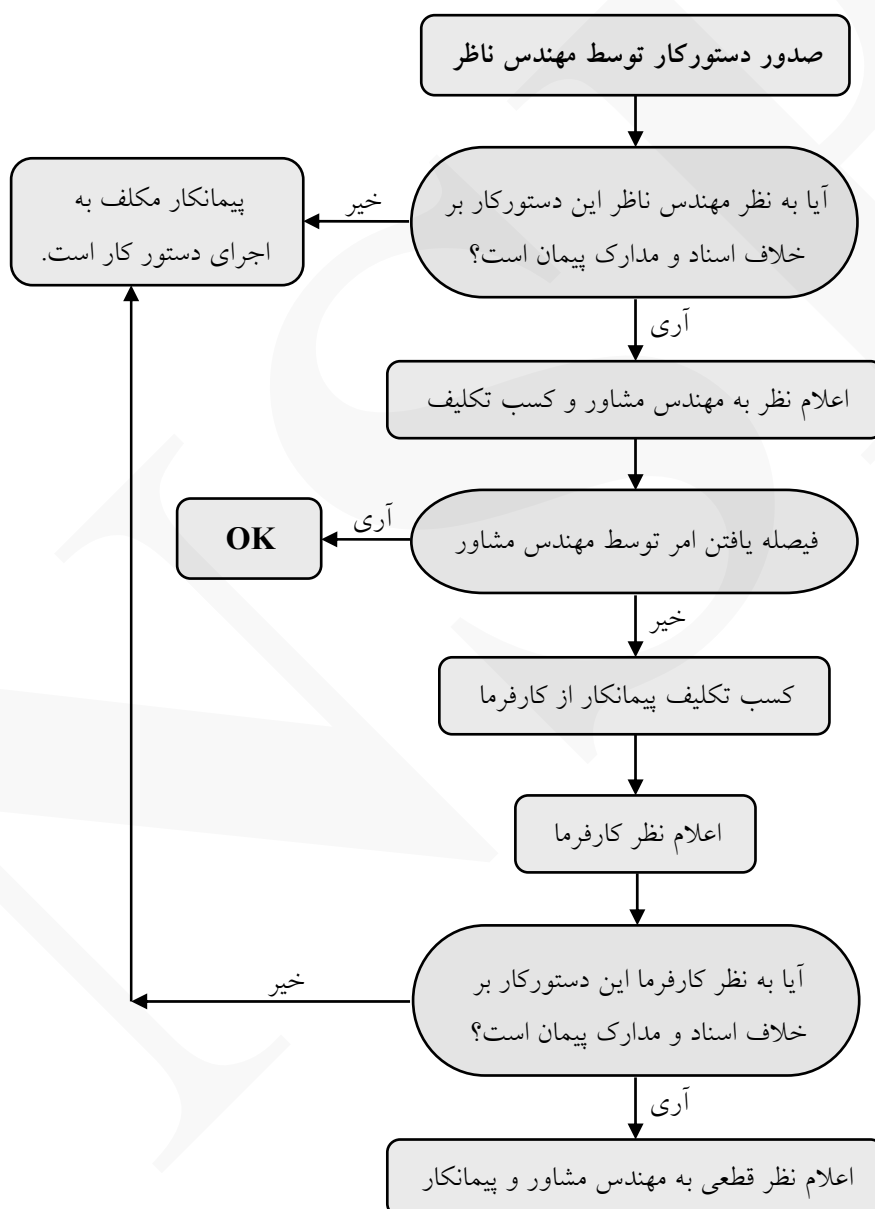 صدور دستورکار توسط مهندس ناظر
آیا به نظر مهندس ناظر این دستورکار بر
خلاف اسناد و مدارک پیمان است؟
خیر
پیمانکار مکلف به
اجرای دستور کار است.
آری
اعلام نظر به مهندس مشاور و کسب تکلیف
فیصله یافتن امر توسط مهندس مشاور
آری
OK
خیر
کسب تکلیف پیمانکار از کارفرما
اعلام نظر کارفرما
آیا به نظر کارفرما این دستورکار بر
خلاف اسناد و مدارک پیمان است؟
خیر
آری
اعلام نظر قطعی به مهندس مشاور و پیمانکار